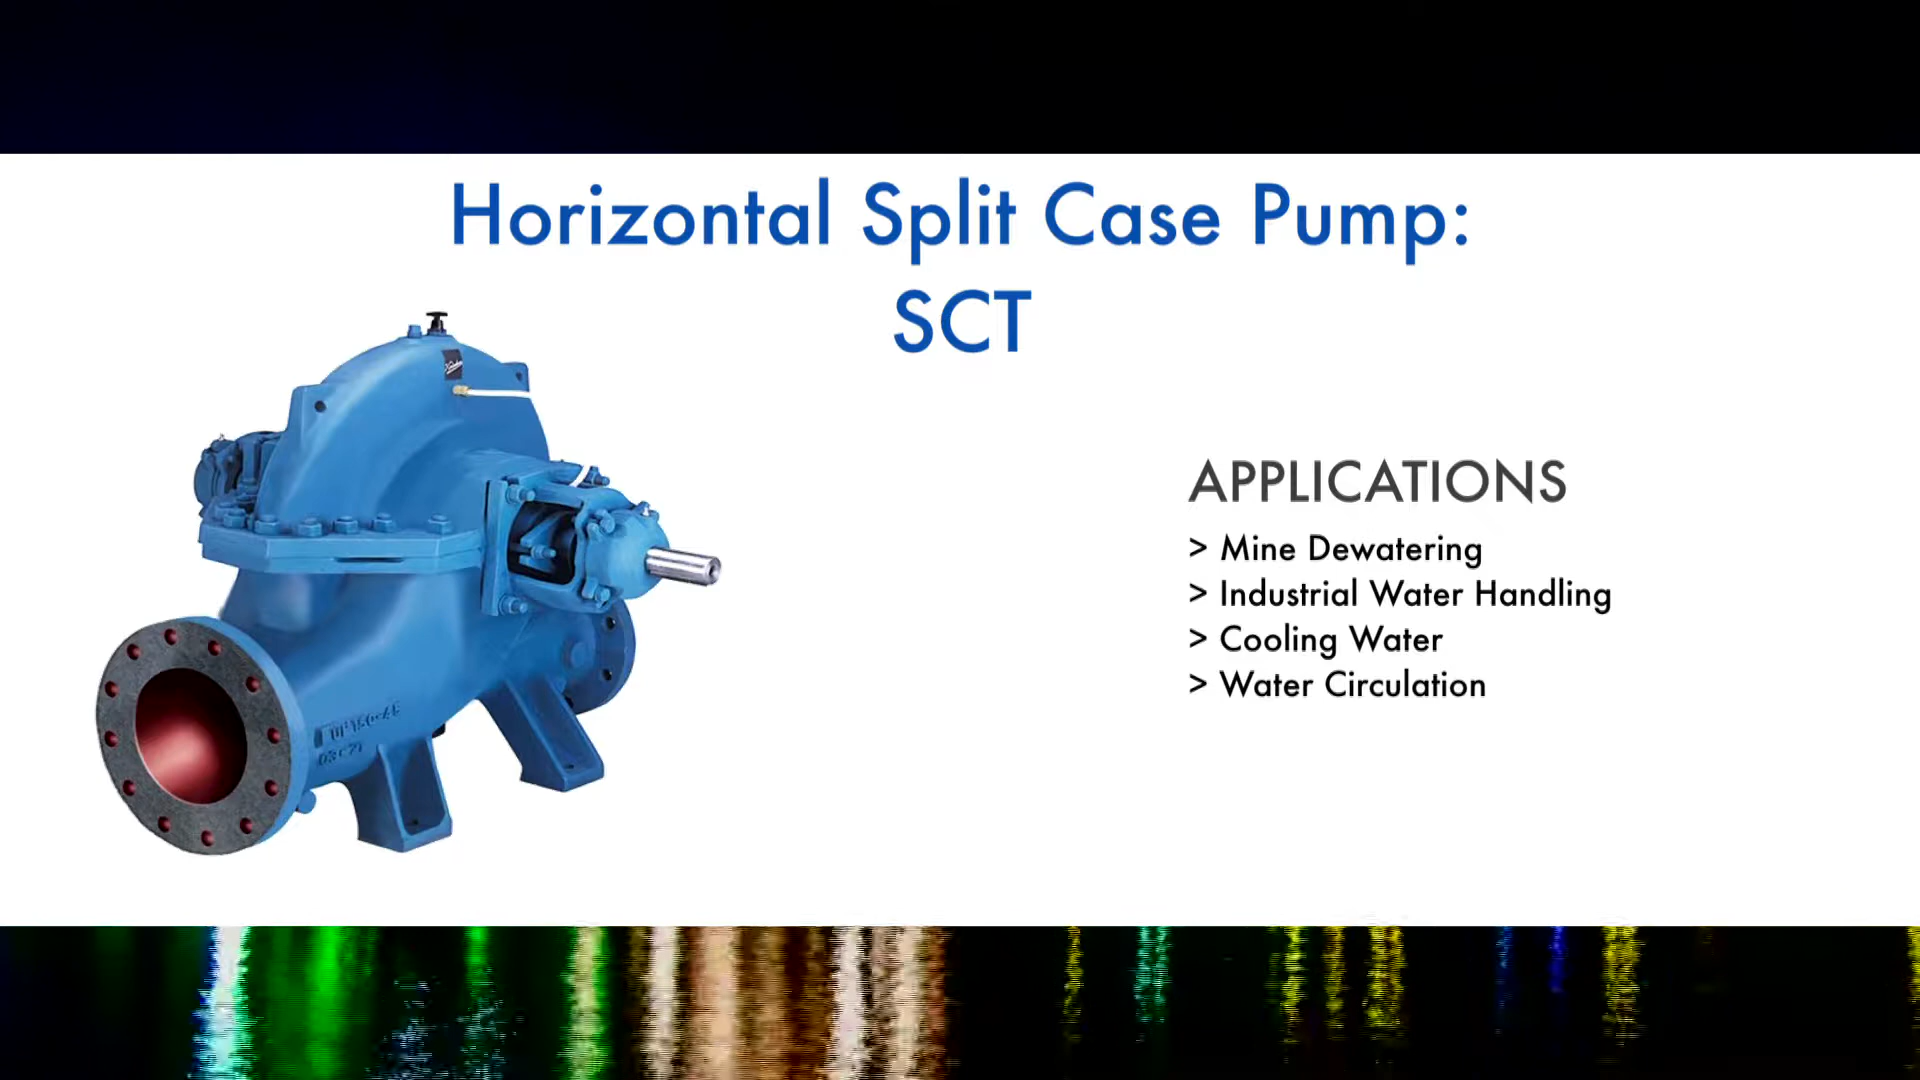 Horizontal Split Case Pump:
SCT
APPLICATIONS
> Mine Dewatering
> Industrial Water Handling
> Cooling Water
> Water Circulation